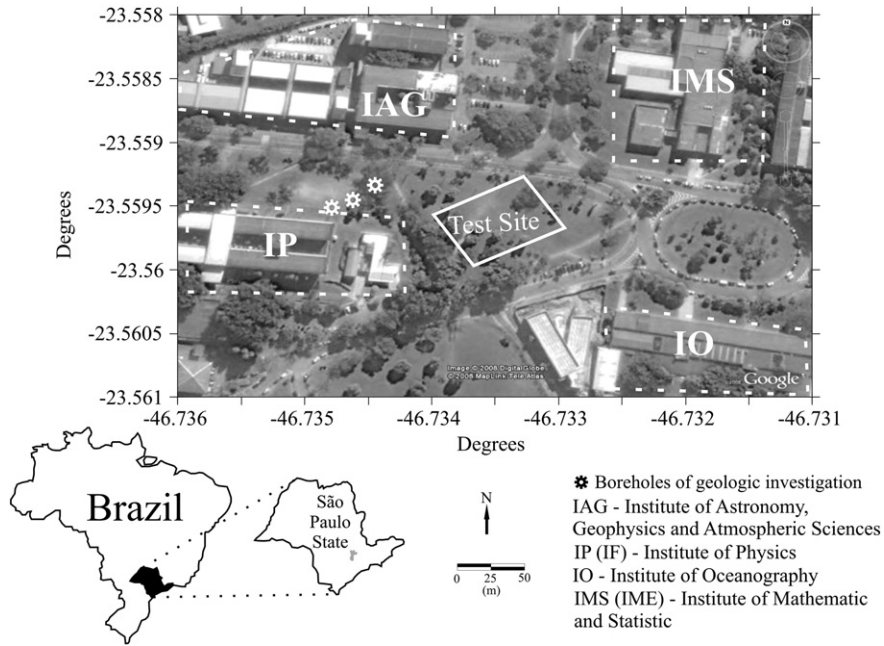 -23.558
-23.5585
-23.559
-23.5595
-23.56
-23.5605
-23.561
Degrees
IAG
IMS
Test Site
IP
IO
Image © 2008 DigitalGlobe
© 2008 MapLink/Tele Atlas
Google
-46.736
-46.735
-46.734
-46.733
-46.732
-46.731
Degrees
Brazil
São
Paulo
State
N
0 25 50
(m)
Boreholes of geologic investigation
IAG - Institute of Astronomy,
Geophysics and Atmospheric Sciences
IP (IF) - Institute of Physics
IO - Institute of Oceanography
IMS (IME) - Institute of Mathematic
and Statistic